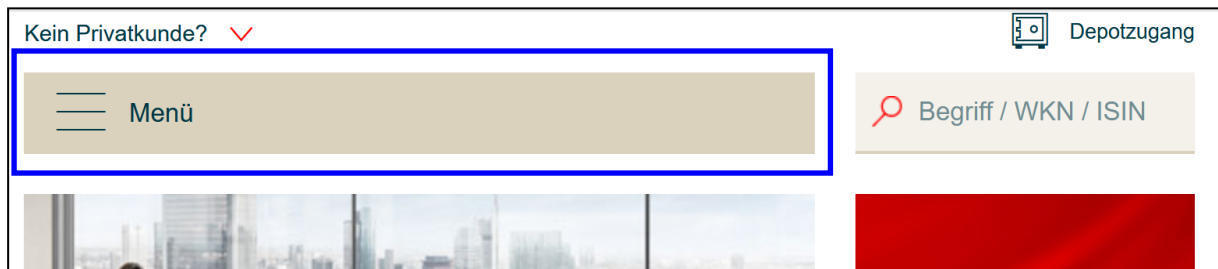 Kein Privatkunde?
Depotzugang
Menü
Begriff / WKN / ISIN